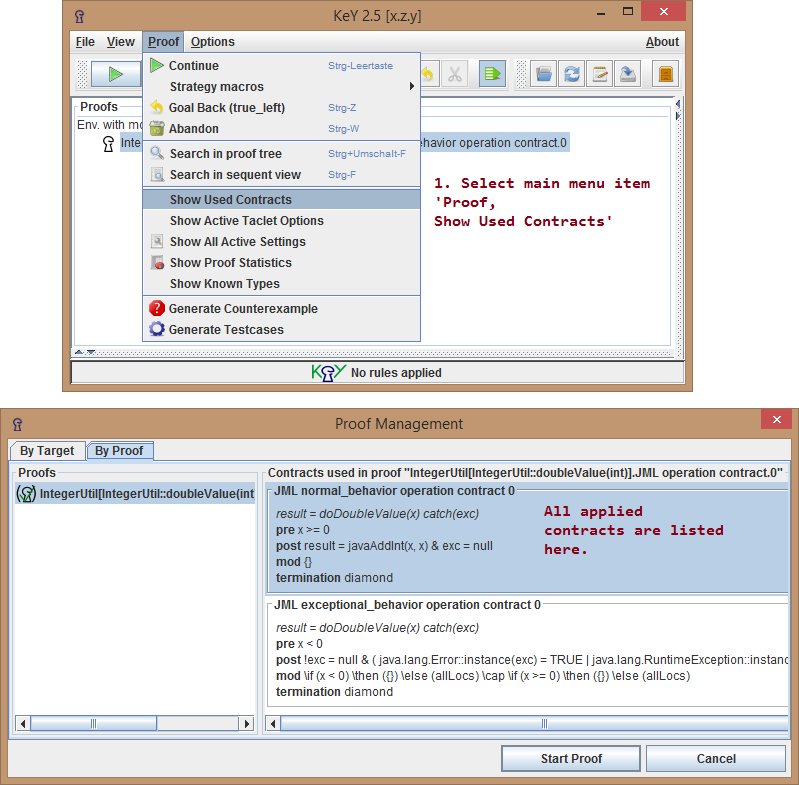 KeY 2.5 [x.z.y]
File View Proof Options About
Continue Strg-Leertaste
Strategy macros
Goal Back (true_left) Strg-Z
Abandon Strg-W
Search in proof tree Strg+Umschalt-F
Search in sequent view Strg-F
Show Used Contracts
Show Active Taclet Options
Show All Active Settings
Show Proof Statistics
Show Known Types
Generate Counterexample
Generate Testcases
Proofs
Env. with mo
Inte
havior operation contract.0
1. Select main menu item
'Proof,
Show Used Contracts'
KeY No rules applied
Proof Management
By Target By Proof
Proofs
IntegerUtil[IntegerUtil::doubleValue(int
Contracts used in proof "IntegerUtil[IntegerUtil::doubleValue(int)].JML operation contract.0"
JML normal_behavior operation contract 0
result = doDoubleValue(x) catch(exc)
pre x >= 0
post result = javaAddInt(x, x) & exc = null
mod {}
termination diamond
All applied
contracts are listed
here.
JML exceptional_behavior operation contract 0
result = doDoubleValue(x) catch(exc)
pre x < 0
post !exc = null & ( java.lang.Error::instance(exc) = TRUE | java.lang.RuntimeException::instanc
mod \if (x < 0) \then ({}) \else (allLocs) \cap \if (x >= 0) \then ({}) \else (allLocs)
termination diamond
Start Proof Cancel